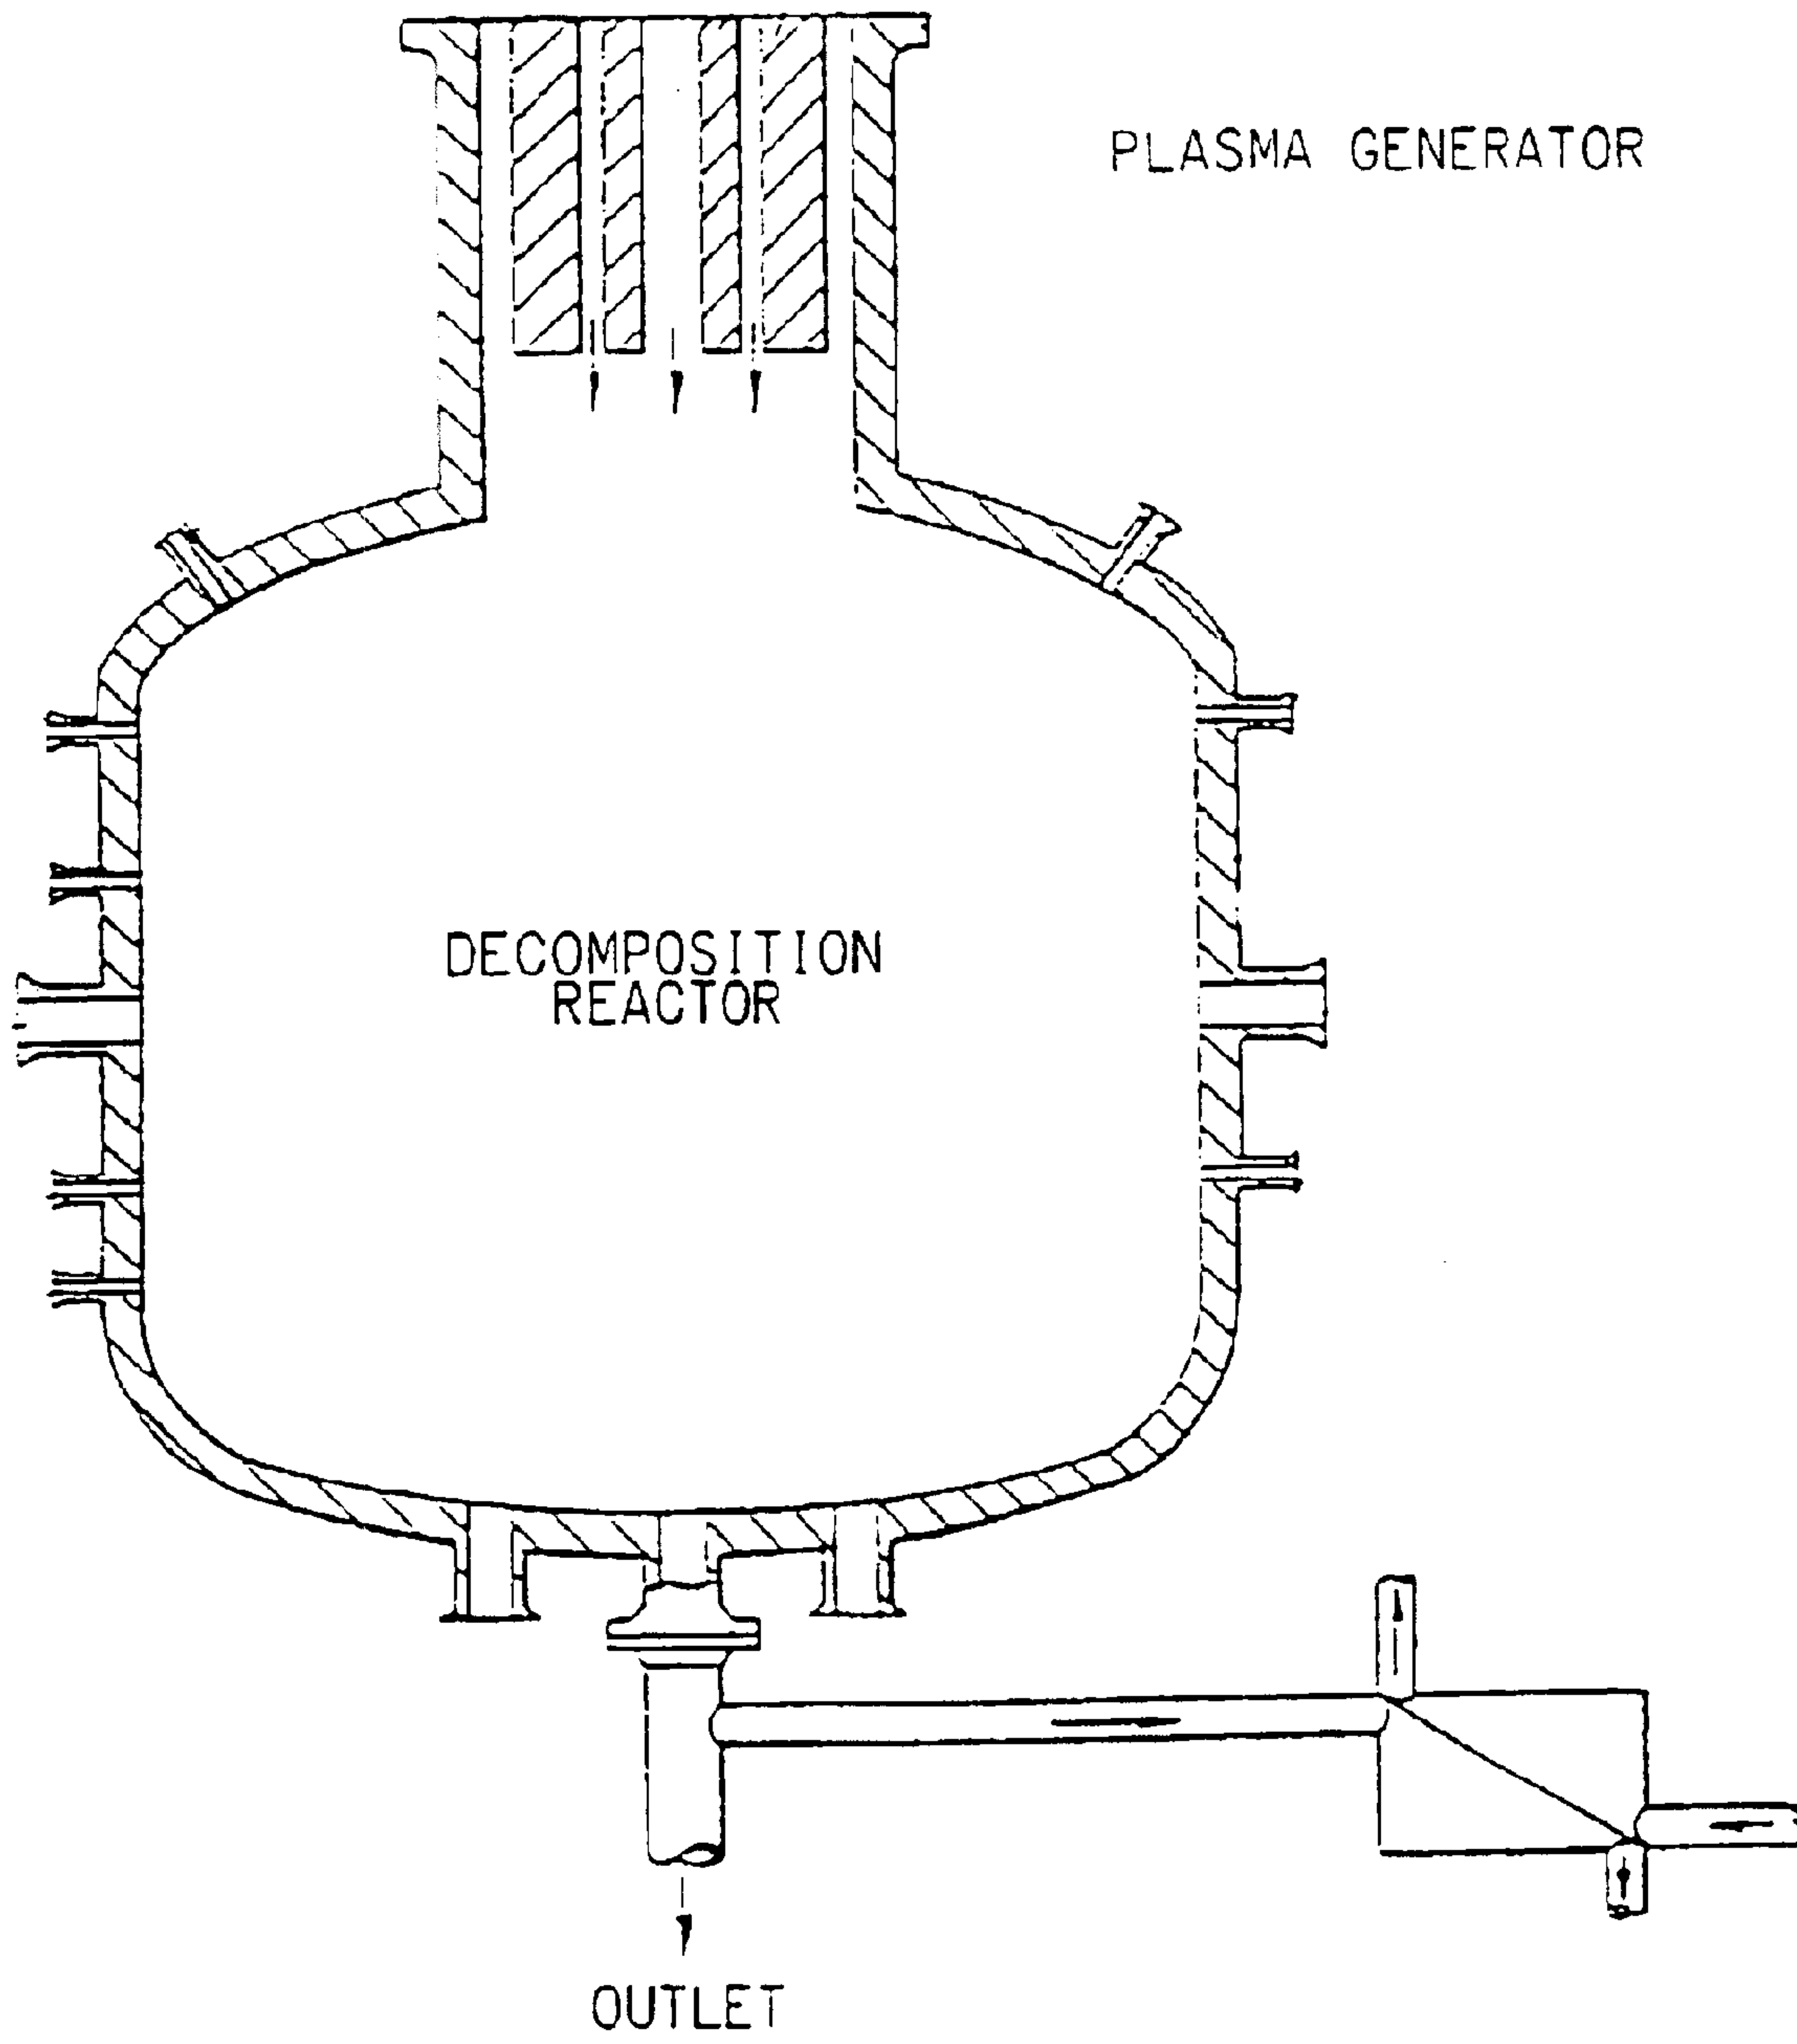 PLASMA GENERATOR
DECOMPOSITION
REACTOR
OUTLET